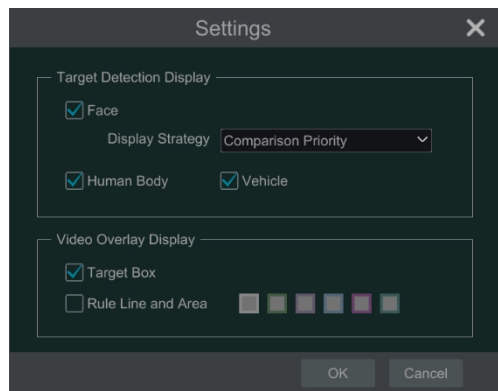 Settings
Target Detection Display
Face
Display Strategy Comparison Priority
Human Body Vehicle
Video Overlay Display
Target Box
Rule Line and Area
OK Cancel